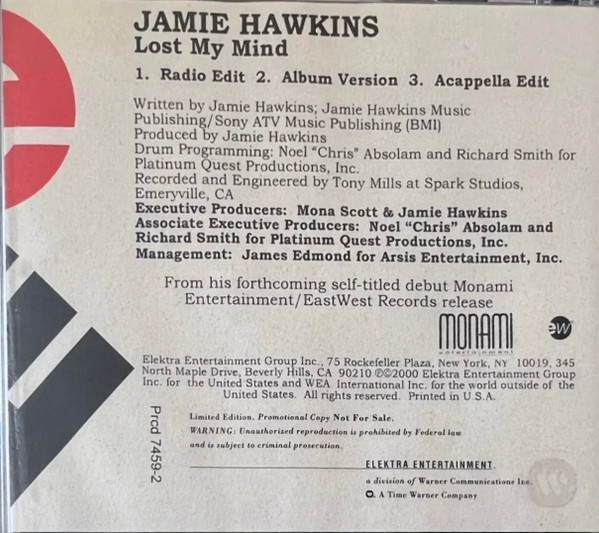 JAMIE HAWKINS
Lost My Mind
1. Radio Edit 2. Album Version 3. Acappella Edit
Written by Jamie Hawkins; Jamie Hawkins Music
Publishing/Sony ATV Music Publishing (BMI)
Produced by Jamie Hawkins
Drum Programming: Noel "Chris" Absolam and Richard Smith for
Platinum Quest Productions, Inc.
Recorded and Engineered by Tony Mills at Spark Studios,
Emeryville, CA
Executive Producers: Mona Scott & Jamie Hawkins
Associate Executive Producers: Noel "Chris" Absolam and
Richard Smith for Platinum Quest Productions, Inc.
Management: James Edmond for Arsis Entertainment, Inc.
From his forthcoming self-titled debut Monami
Entertainment/EastWest Records release
MONAMI
entertainment
ew
Elektra Entertainment Group Inc., 75 Rockefeller Plaza, New York, NY 10019, 345
North Maple Drive, Beverly Hills, CA 90210 ℗©2000 Elektra Entertainment Group
Inc. for the United States and WEA International Inc. for the world outside of the
United States. All rights reserved. Printed in U.S.A.
Prcd 7459-2
Limited Edition. Promotional Copy Not For Sale.
WARNING: Unauthorized reproduction is prohibited by Federal law
and is subject to criminal prosecution.
ELEKTRA ENTERTAINMENT.
a division of Warner Communications Inc.
A Time Warner Company